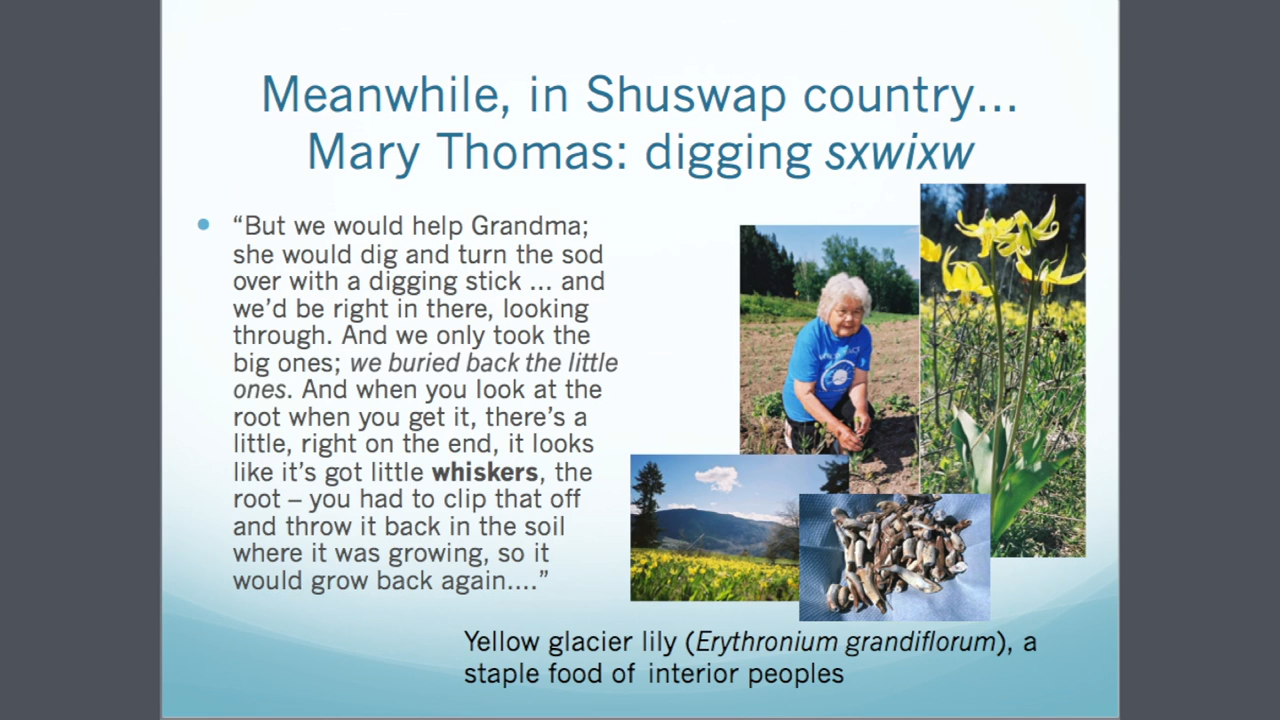 Meanwhile, in Shuswap country...
Mary Thomas: digging sxwixw
• “But we would help Grandma;
she would dig and turn the sod
over with a digging stick ... and
we’d be right in there, looking
through. And we only took the
big ones; we buried back the little
ones. And when you look at the
root when you get it, there’s a
little, right on the end, it looks
like it’s got little whiskers, the
root – you had to clip that off
and throw it back in the soil
where it was growing, so it
would grow back again....”
Yellow glacier lily (Erythronium grandiflorum), a
staple food of interior peoples